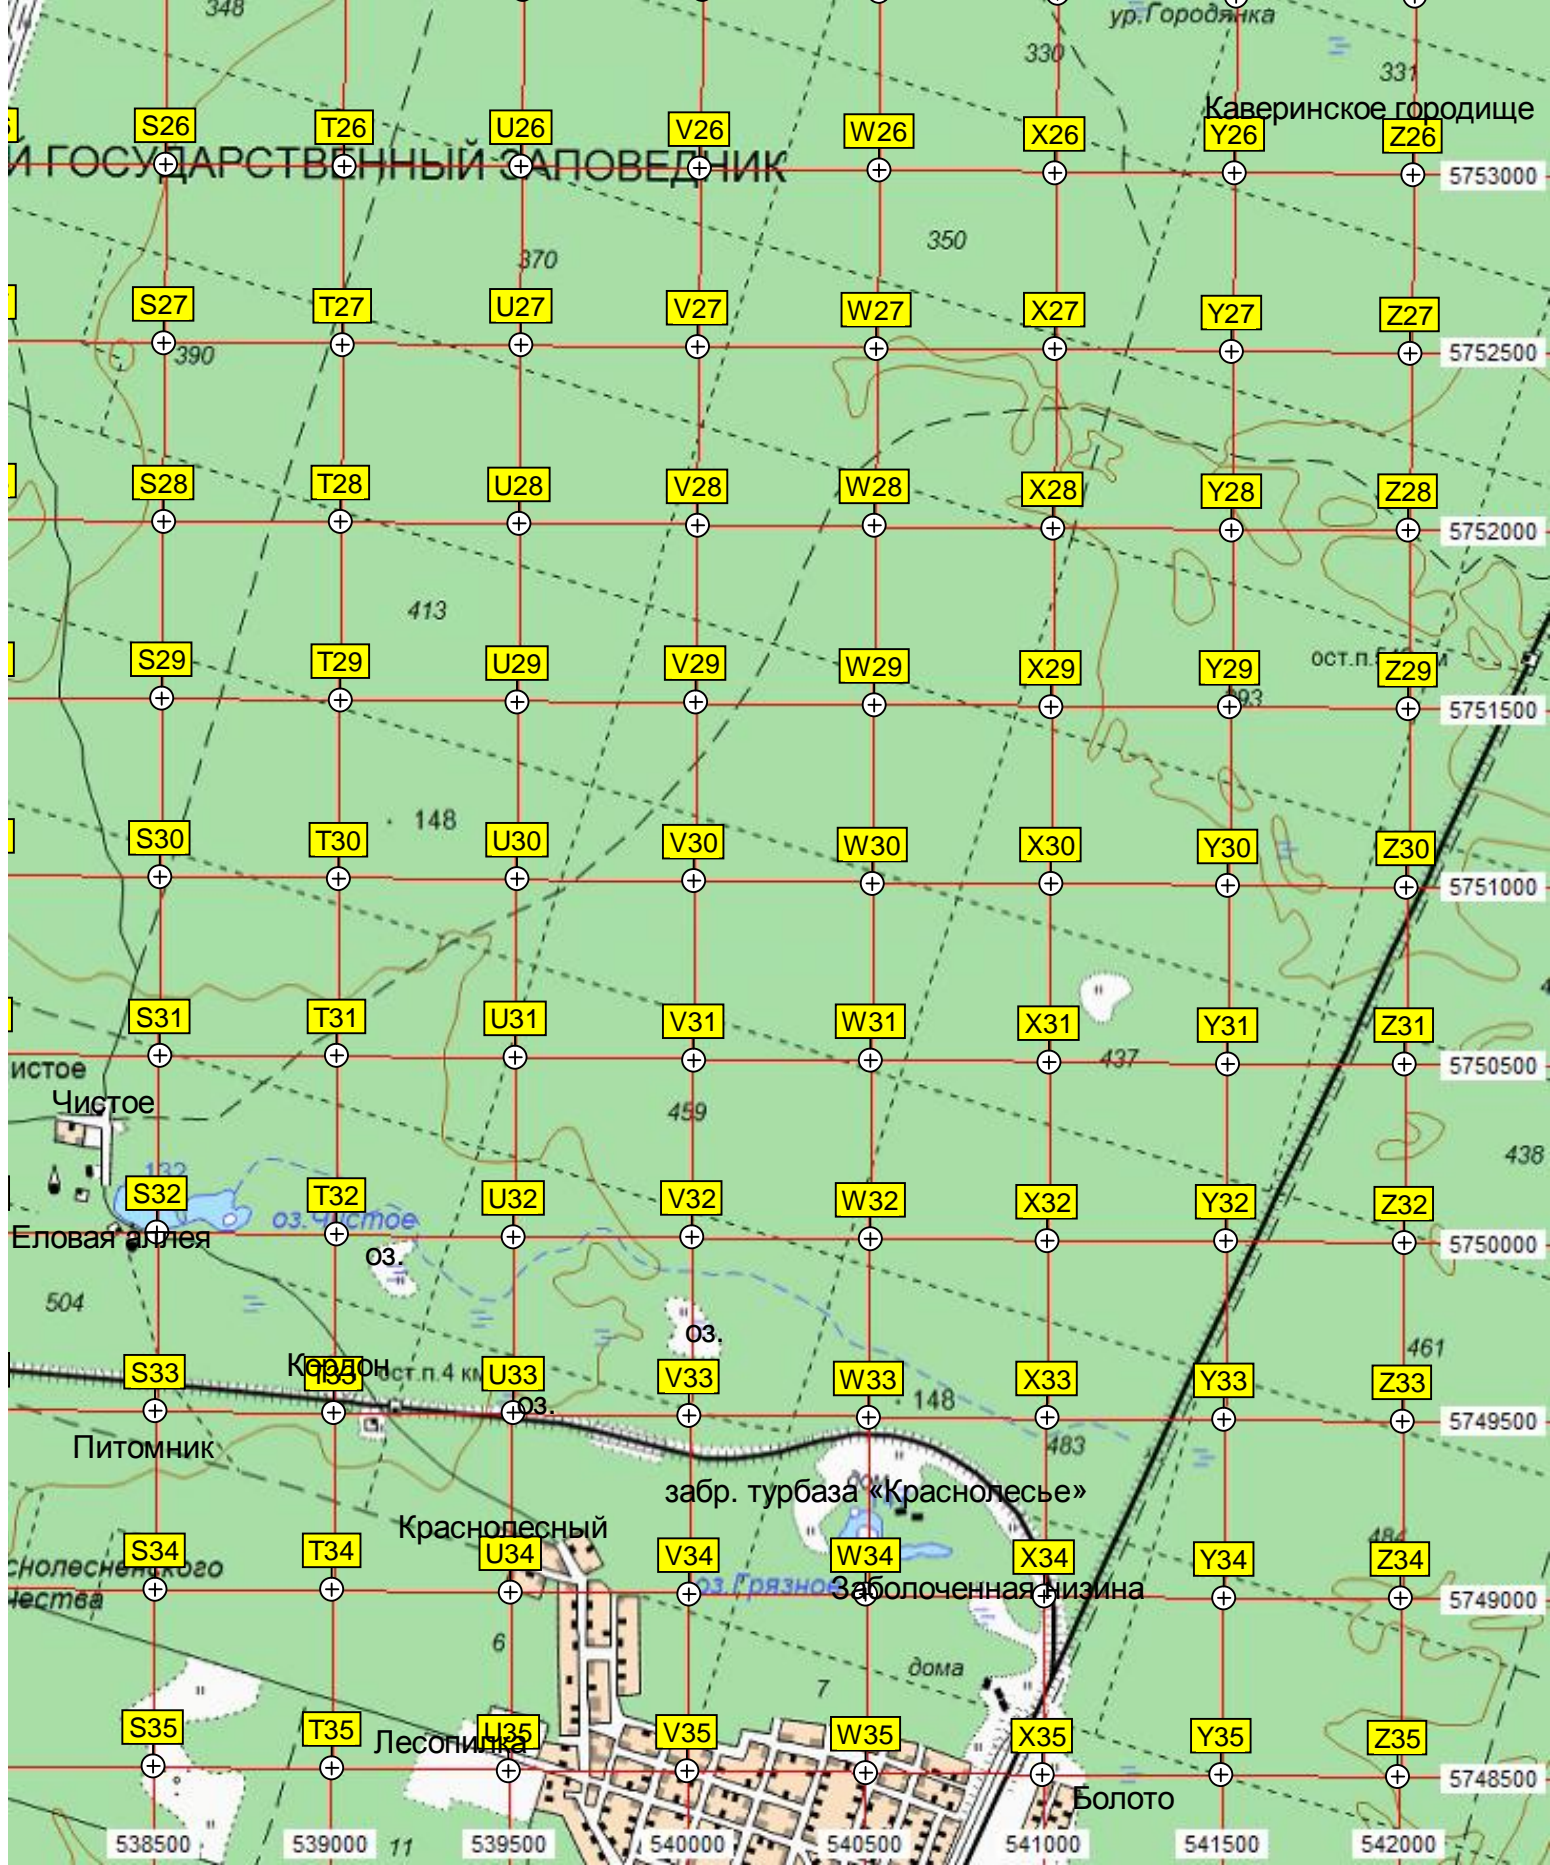 348
ур.Городянка
330
331
Каверинское городище
S26 T26 U26 V26 W26 X26 Y26 Z26
Й ГОСУДАРСТВЕННЫЙ ЗАПОВЕДНИК
5753000
350
370
S27 T27 U27 V27 W27 X27 Y27 Z27
390
5752500
S28 T28 U28 V28 W28 X28 Y28 Z28
5752000
413
ост.п.
S29 T29 U29 V29 W29 X29 Y29 Z29
5751500
148
S30 T30 U30 V30 W30 X30 Y30 Z30
5751000
S31 T31 U31 V31 W31 X31 Y31 Z31
437
5750500
истое
Чистое
459
438
132
S32 T32 U32 V32 W32 X32 Y32 Z32
оз.Чистое
Еловая аллея
5750000
оз.
504
оз.
461
Кордон
ост.п.4 км
S33 T33 U33 V33 W33 X33 Y33 Z33
148
оз.
5749500
Питомник
483
дом
забр. турбаза «Краснолесье»
Краснолесный
484
S34 T34 U34 V34 W34 X34 Y34 Z34
снолесненского
чества
оз.Грязное
Заболоченная низина
5749000
6
дома
7
S35 T35 U35 V35 W35 X35 Y35 Z35
Лесопилка
5748500
Болото
538500 539000 11 539500 540000 540500 541000 541500 542000